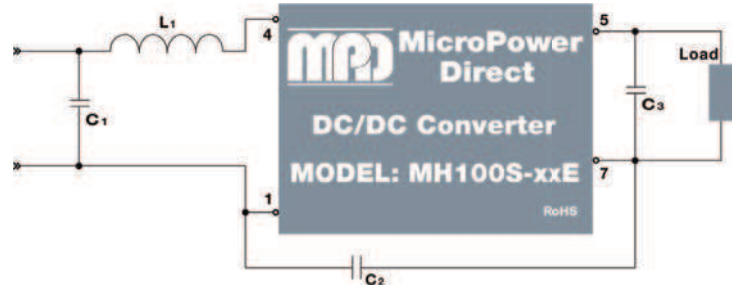 L1
4
5
MPD MicroPower
Direct
Load
C1
C3
DC/DC Converter
MODEL: MH100S-xxE
1
7
RoHS
C2